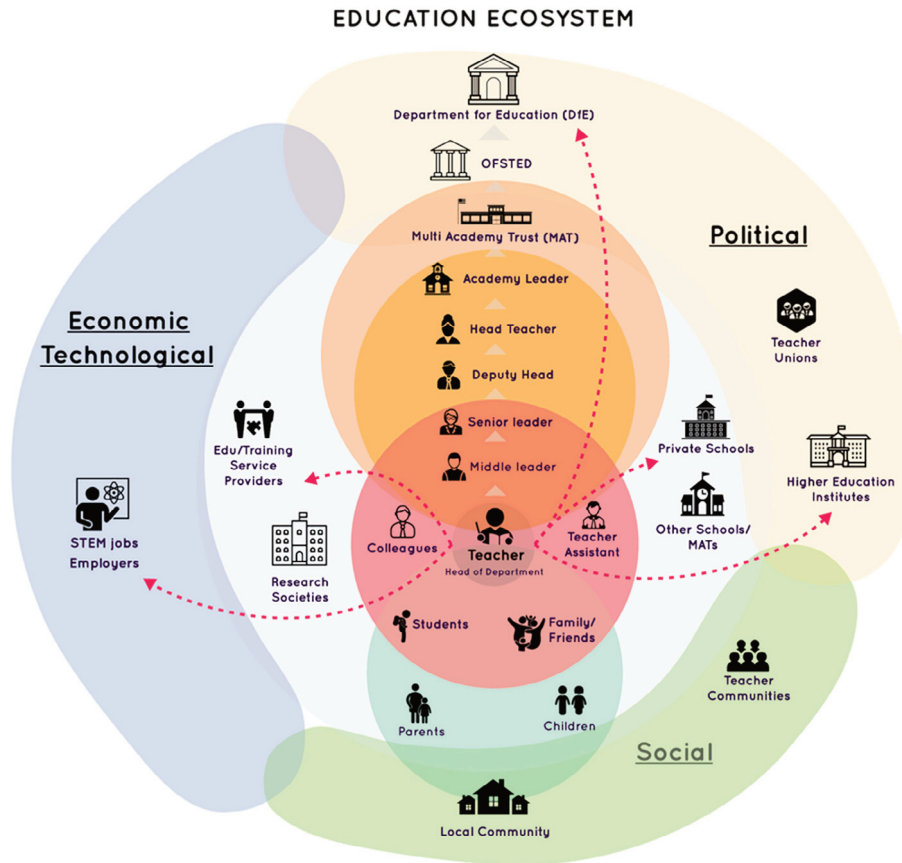 EDUCATION ECOSYSTEM
Department for Education (DfE)
OFSTED
Multi Academy Trust (MAT)
Political
Academy Leader
Economic
Technological
Head Teacher
Teacher
Unions
Deputy Head
Senior leader
Edu/Training
Service
Providers
Private Schools
Middle leader
Higher Education
Institutes
STEM jobs
Employers
Colleagues
Teacher
Head of Department
Teacher
Assistant
Other Schools/
MATs
Research
Societies
Students
Family/
Friends
Teacher
Communities
Parents
Children
Social
Local Community